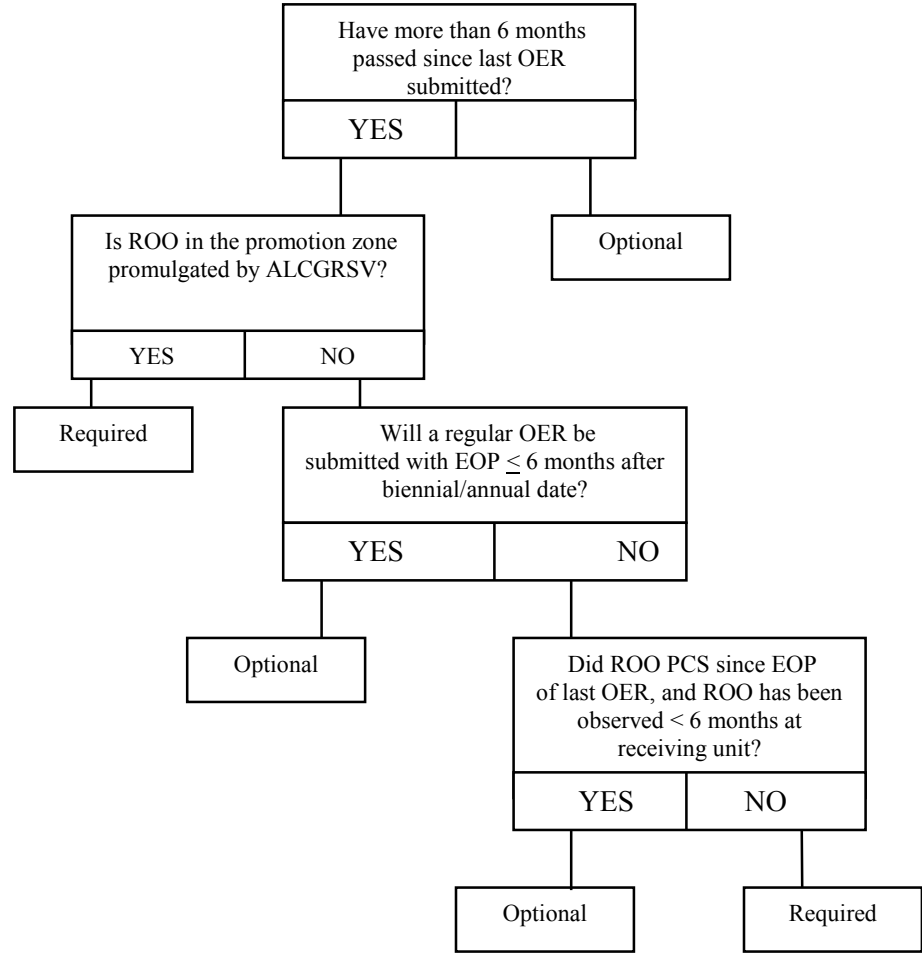 Have more than 6 months
passed since last OER
submitted?
YES
Is ROO in the promotion zone
promulgated by ALCGRSV?
Optional
YES NO
Required
Will a regular OER be
submitted with EOP ≤ 6 months after
biennial/annual date?
YES NO
Optional
Did ROO PCS since EOP
of last OER, and ROO has been
observed < 6 months at
receiving unit?
YES NO
Optional
Required